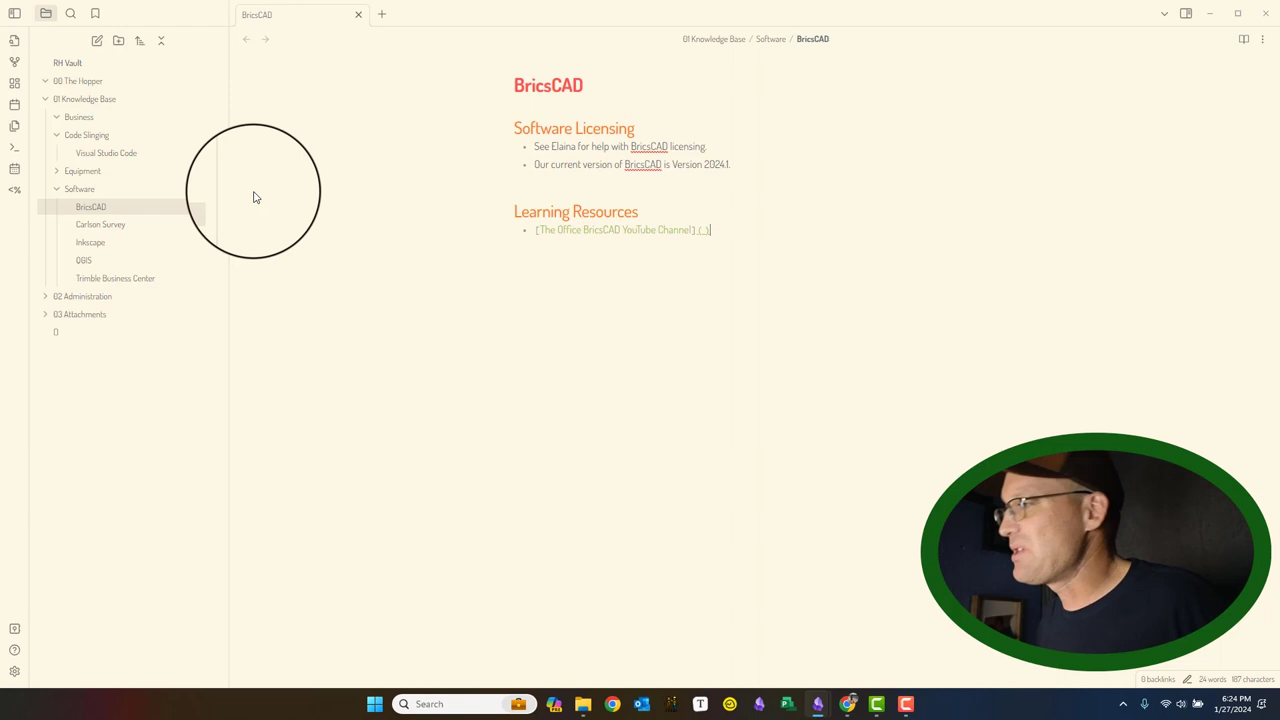 BricsCAD
01 Knowledge Base / Software / BricsCAD
RH Vault
00 The Hopper
01 Knowledge Base
Business
Code Slinging
Visual Studio Code
Equipment
Software
BricsCAD
Carlson Survey
Inkscape
QGIS
Trimble Business Center
02 Administration
03 Attachments
{}
BricsCAD
Software Licensing
• See Elaina for help with BricsCAD licensing.
• Our current version of BricsCAD is Version 2024.1.
Learning Resources
• [The Office BricsCAD YouTube Channel] (_)
0 backlinks 24 words 187 characters
Search
6:24 PM
1/27/2024